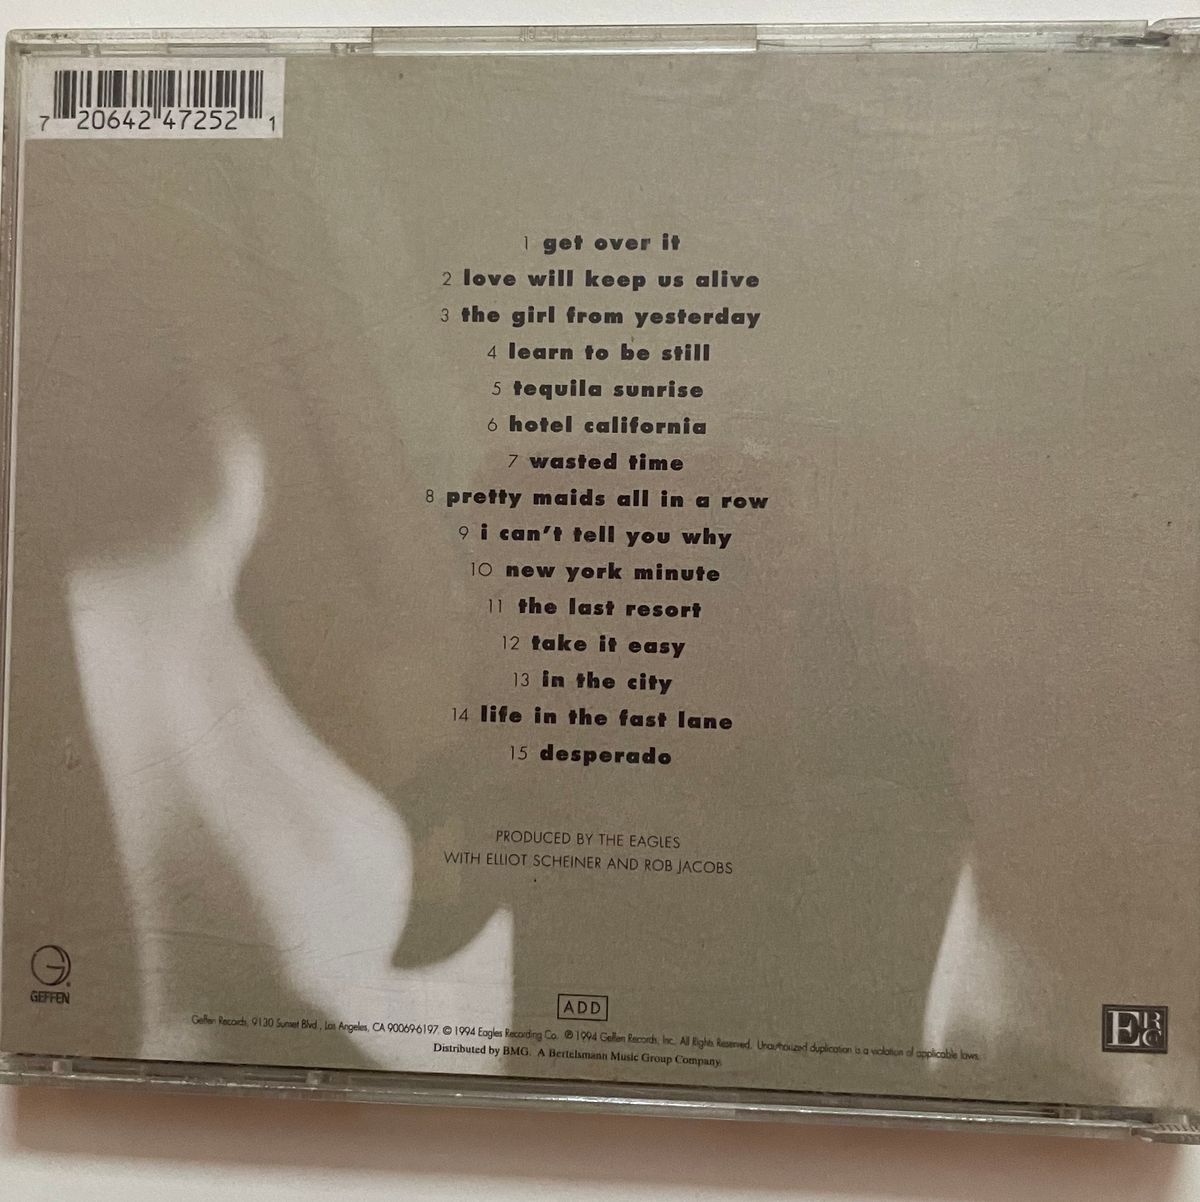 7 20642 47252 1
1 get over it
2 love will keep us alive
3 the girl from yesterday
4 learn to be still
5 tequila sunrise
6 hotel california
7 wasted time
8 pretty maids all in a row
9 i can't tell you why
10 new york minute
11 the last resort
12 take it easy
13 in the city
14 life in the fast lane
15 desperado
PRODUCED BY THE EAGLES
WITH ELLIOT SCHEINER AND ROB JACOBS
G
GEFFEN
ADD
Geffen Records, 9130 Sunset Blvd., Los Angeles, CA 90069-6197. © 1994 Eagles Recording Co. ℗ 1994 Geffen Records, Inc. All Rights Reserved. Unauthorized duplication is a violation of applicable laws.
Distributed by BMG. A Bertelsmann Music Group Company.